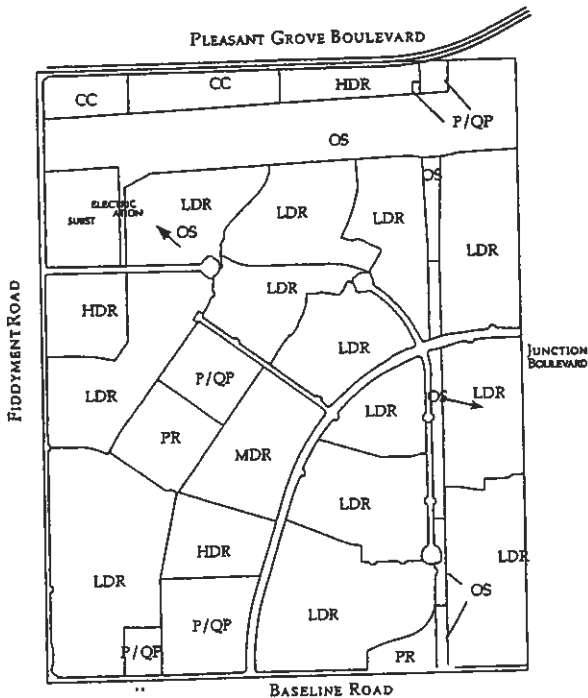 PLEASANT GROVE BOULEVARD
CC
CC
HDR
P/QP
OS
OS
ELECTRIC
SUBST ATION
LDR
LDR
LDR
LDR
OS
LDR
HDR
LDR
FIDDYMENT ROAD
JUNCTION
BOULEVARD
P/QP
LDR
OS
LDR
LDR
PR
MDR
LDR
HDR
LDR
LDR
OS
P/QP
LDR
P/QP
PR
BASELINE ROAD